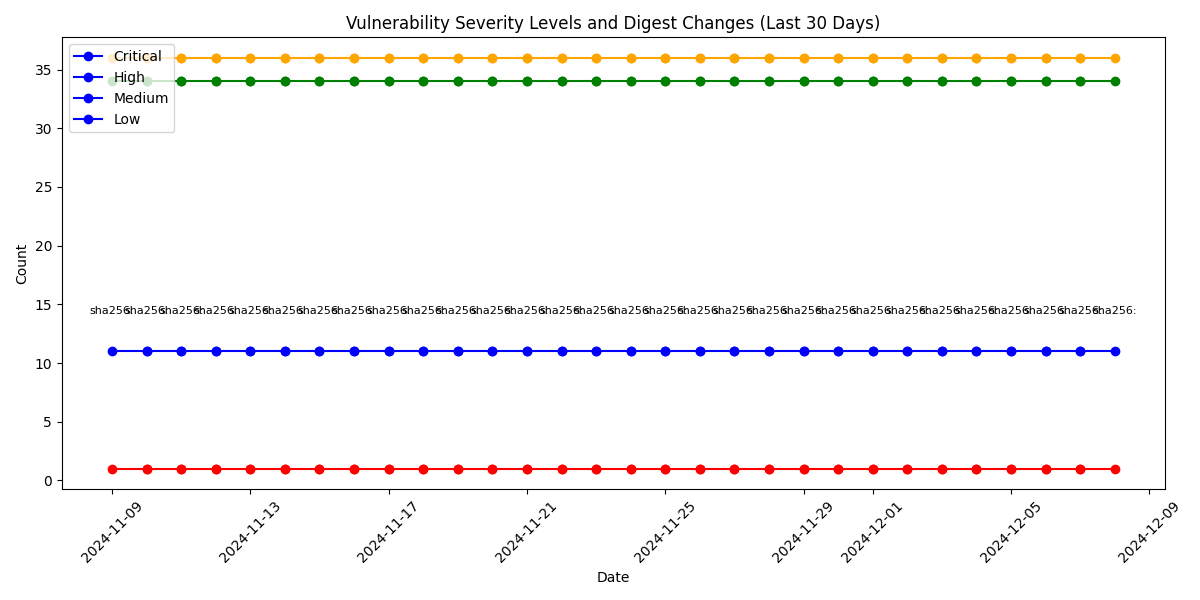 Vulnerability Severity Levels and Digest Changes (Last 30 Days)
Critical
High
Medium
Low
Count
35
30
25
20
15
10
5
0
sha256: sha256: sha256: sha256: sha256: sha256: sha256: sha256: sha256: sha256: sha256: sha256: sha256: sha256: sha256: sha256: sha256: sha256: sha256: sha256: sha256: sha256: sha256: sha256: sha256: sha256: sha256: sha256: sha256: sha256:
2024-11-09 2024-11-13 2024-11-17 2024-11-21 2024-11-25 2024-11-29 2024-12-01 2024-12-05 2024-12-09
Date